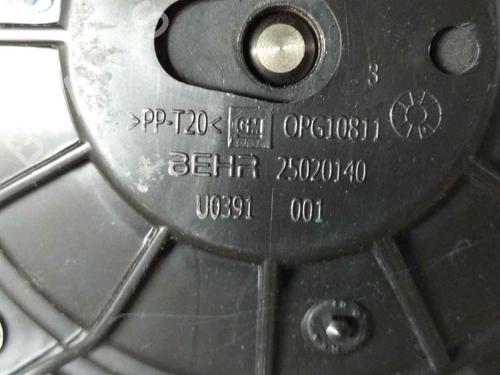 3
>PP-T20< GM OPG10811
BEHR 25020140
U0391 001